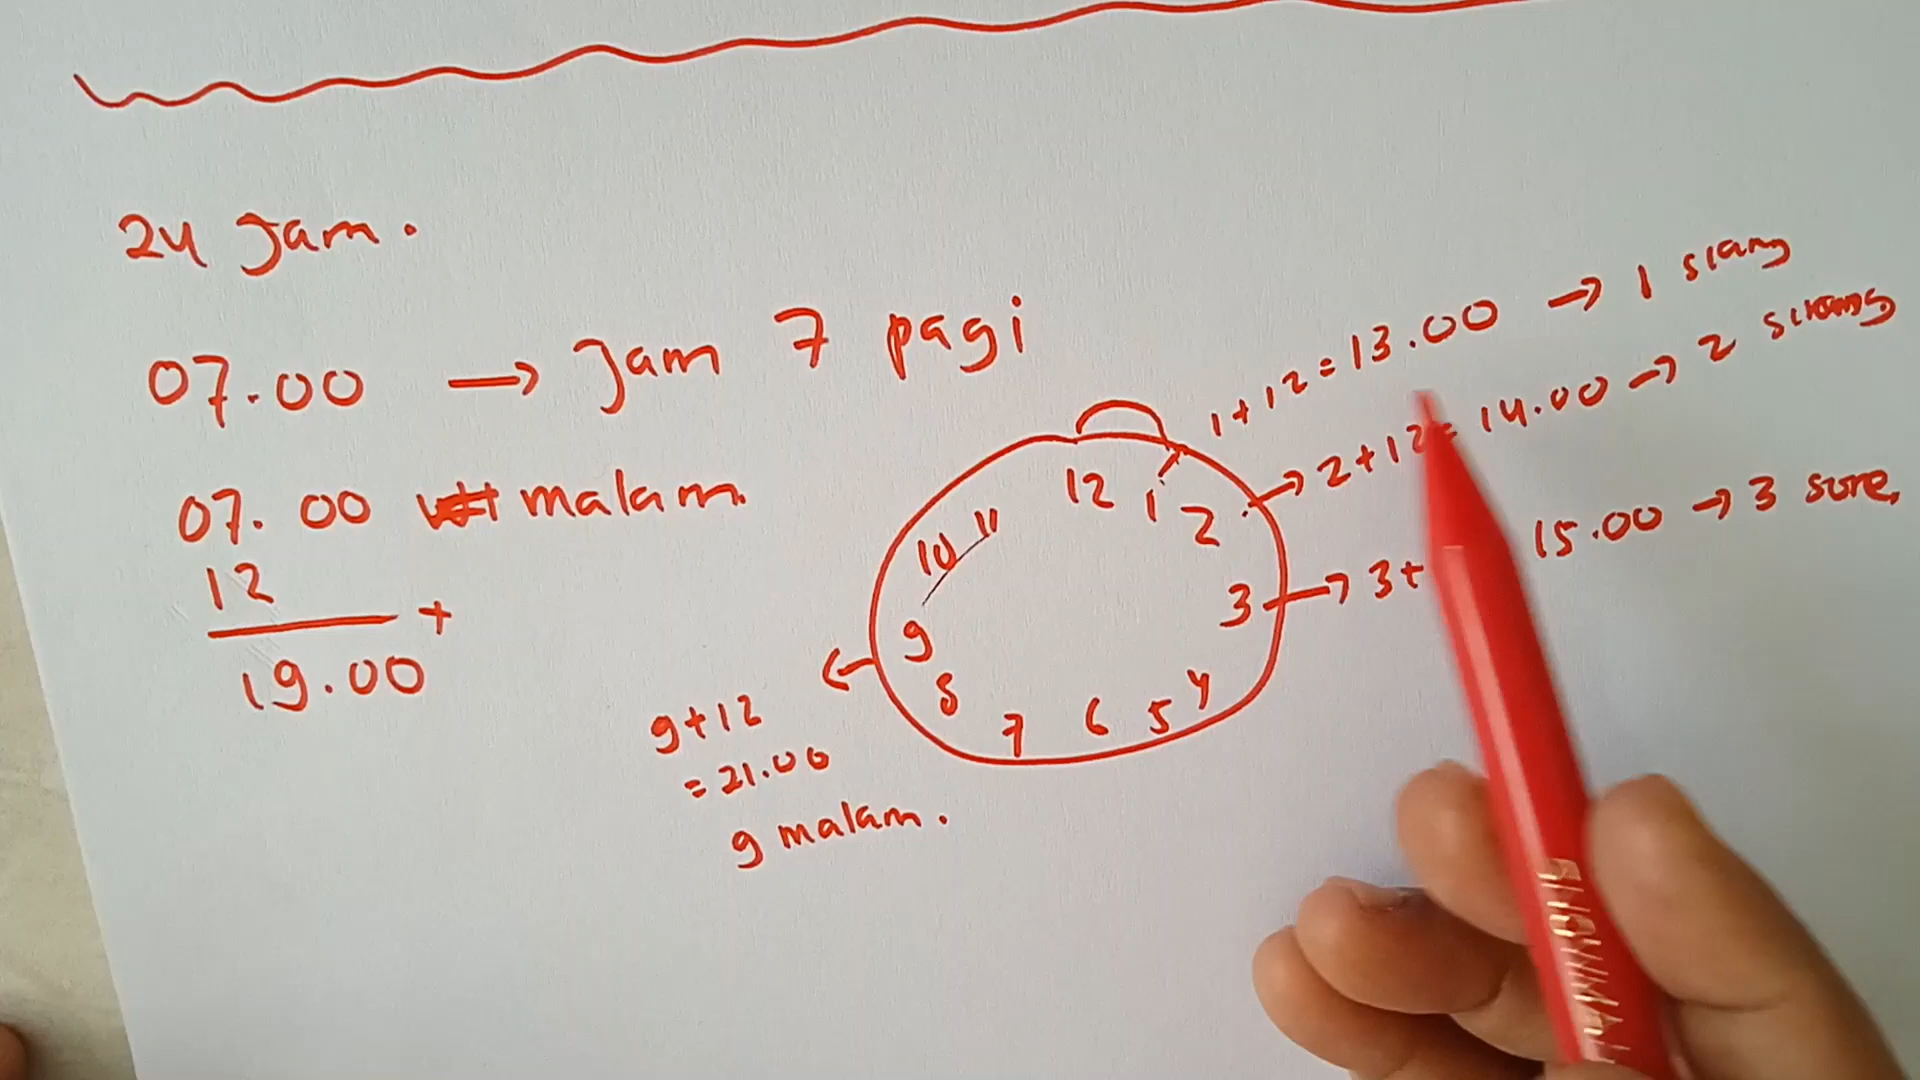 24 Jam.
07.00 → Jam 7 pagi
07.00 malam.
12
+
19.00
1+12=13.00 → 1 siang
→ 2+12= 14.00 → 2 siang
→ 3+ 15.00 → 3 sore,
12
1
2
3
4
5
6
7
8
9
10
11
9+12
=21.00
9 malam.